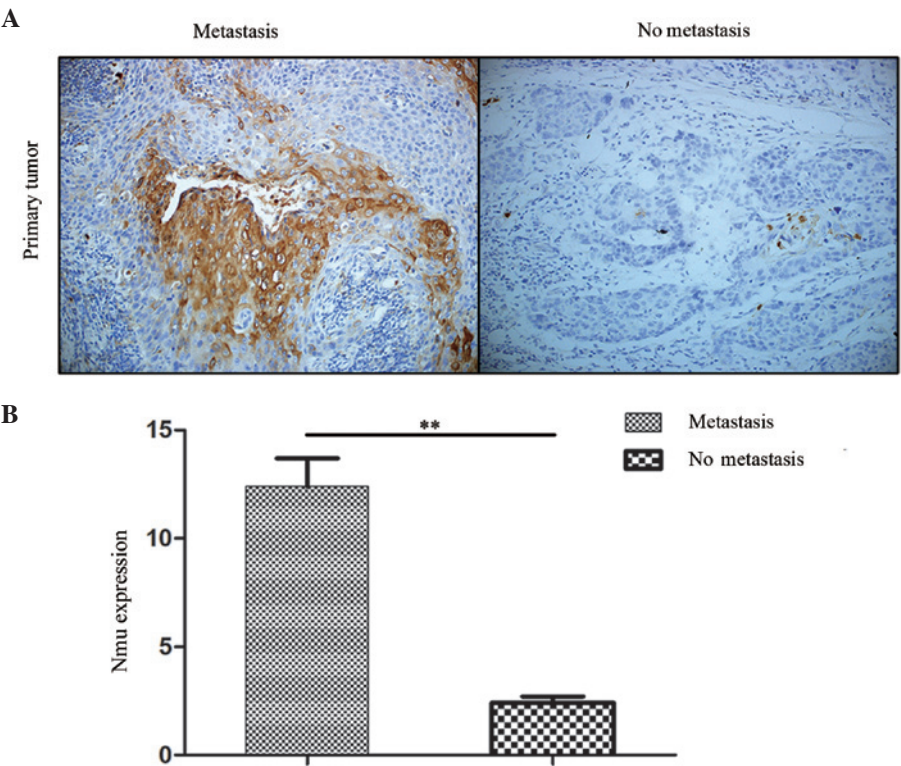 A
Metastasis
No metastasis
Primary tumor
B
15
10
5
0
Nmu expression
**
Metastasis
No metastasis